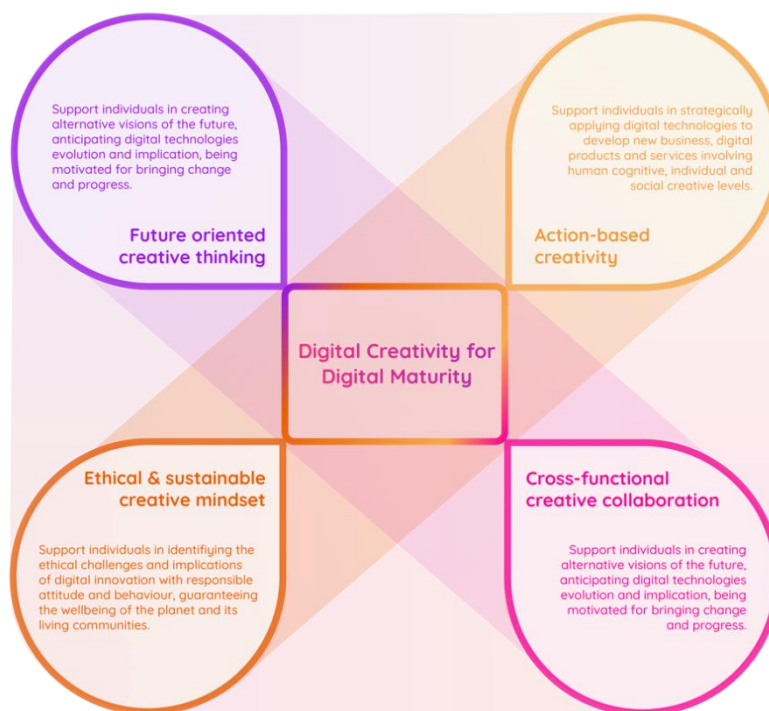 Support individuals in creating
alternative visions of the future,
anticipating digital technologies
evolution and implication, being
motivated for bringing change
and progress.
Future oriented
creative thinking
Support individuals in strategically
applying digital technologies to
develop new business, digital
products and services involving
human cognitive, individual and
social creative levels.
Action-based
creativity
Digital Creativity for
Digital Maturity
Ethical & sustainable
creative mindset
Support individuals in identifiying the
ethical challenges and implications
of digital innovation with responsible
attitude and behaviour, guaranteeing
the wellbeing of the planet and its
living communities.
Cross-functional
creative collaboration
Support individuals in creating
alternative visions of the future,
anticipating digital technologies
evolution and implication, being
motivated for bringing change
and progress.